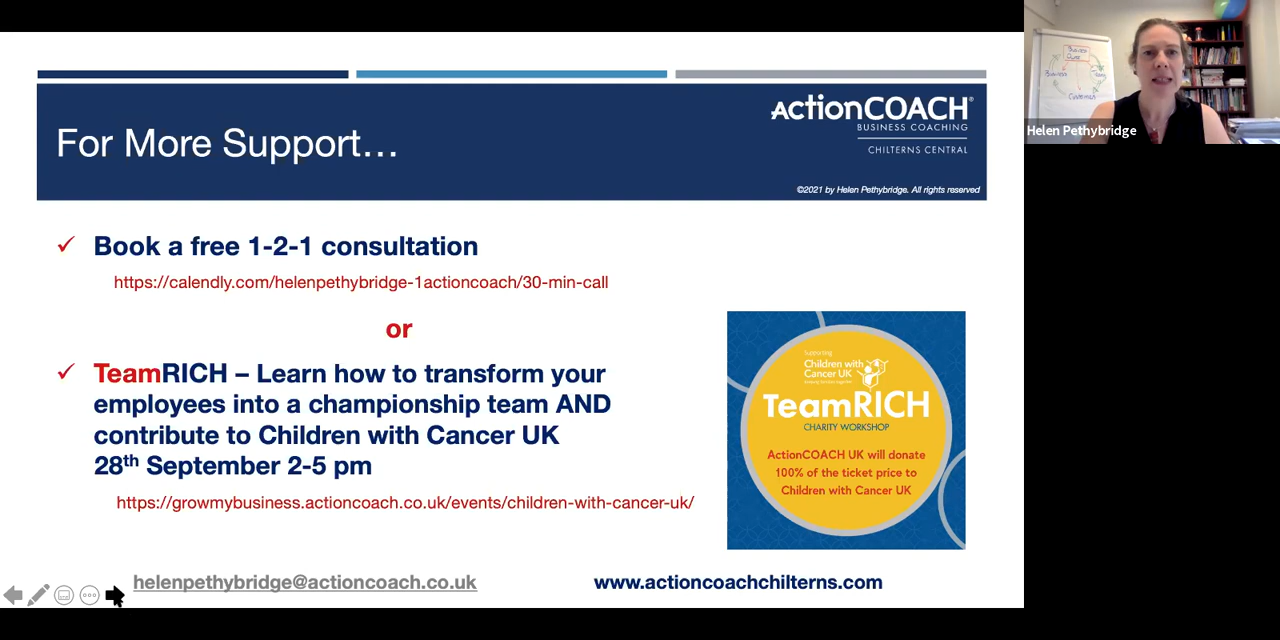 For More Support...
ActionCOACH®
BUSINESS COACHING
CHILTERNS CENTRAL
©2021 by Helen Pethybridge. All rights reserved
✓ Book a free 1-2-1 consultation
https://calendly.com/helenpethybridge-1actioncoach/30-min-call
or
✓ TeamRICH – Learn how to transform your
employees into a championship team AND
contribute to Children with Cancer UK
28th September 2-5 pm
https://growmybusiness.actioncoach.co.uk/events/children-with-cancer-uk/
Supporting
Children with
Cancer UK
TeamRICH
CHARITY WORKSHOP
ActionCOACH UK will donate
100% of the ticket price to
Children with Cancer UK
helenpethybridge@actioncoach.co.uk
www.actioncoachchilterns.com
Business
Team
Customers
Business
Helen Pethybridge